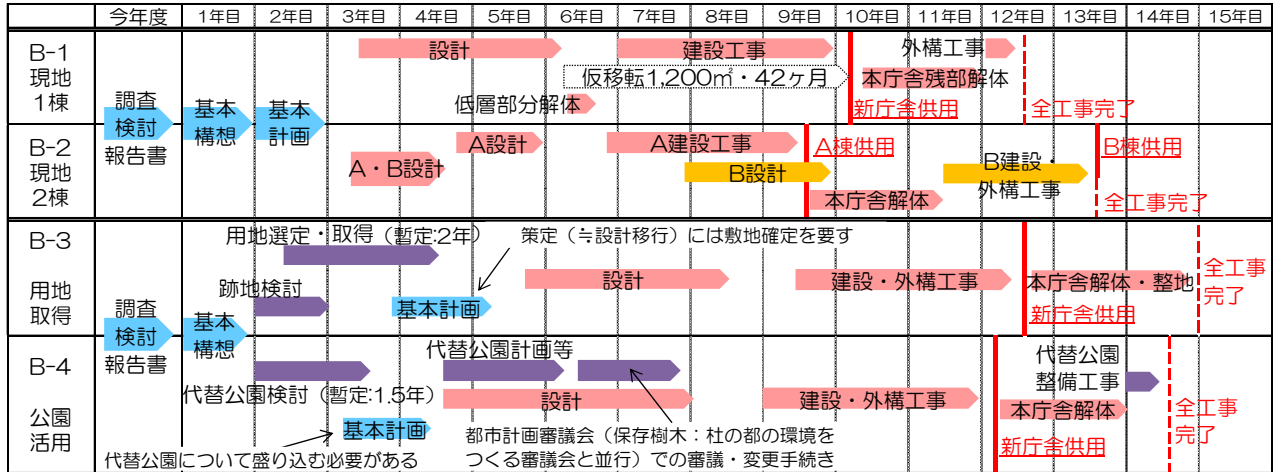 今年度 1年目 2年目 3年目 4年目 5年目 6年目 7年目 8年目 9年目 10年目 11年目 12年目 13年目 14年目 15年目
B-1
現地
1棟
設計
建設工事
外構工事
仮移転1,200㎡・42ヶ月
本庁舎残部解体
低層部分解体
新庁舎供用
全工事完了
調査
検討
報告書
基本
構想
基本
計画
B-2
現地
2棟
A設計
A建設工事
A棟供用
B棟供用
A・B設計
B設計
B建設・
外構工事
本庁舎解体
全工事完了
B-3
用地
取得
用地選定・取得（暫定:2年）
策定（≒設計移行）には敷地確定を要す
設計
建設・外構工事
本庁舎解体・整地
全工事
完了
跡地検討
基本計画
新庁舎供用
調査
検討
報告書
基本
構想
B-4
公園
活用
代替公園計画等
代替公園
整備工事
代替公園検討（暫定:1.5年）
設計
建設・外構工事
本庁舎解体
全工事
完了
基本計画
新庁舎供用
代替公園について盛り込む必要がある
都市計画審議会（保存樹木：杜の都の環境を
つくる審議会と並行）での審議・変更手続き